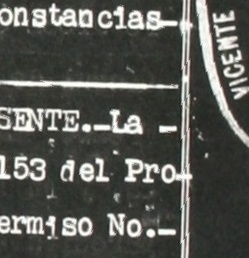 onstancias-
SENTE.-La -
153 del Pro-
ermiso No.-
VICENTE